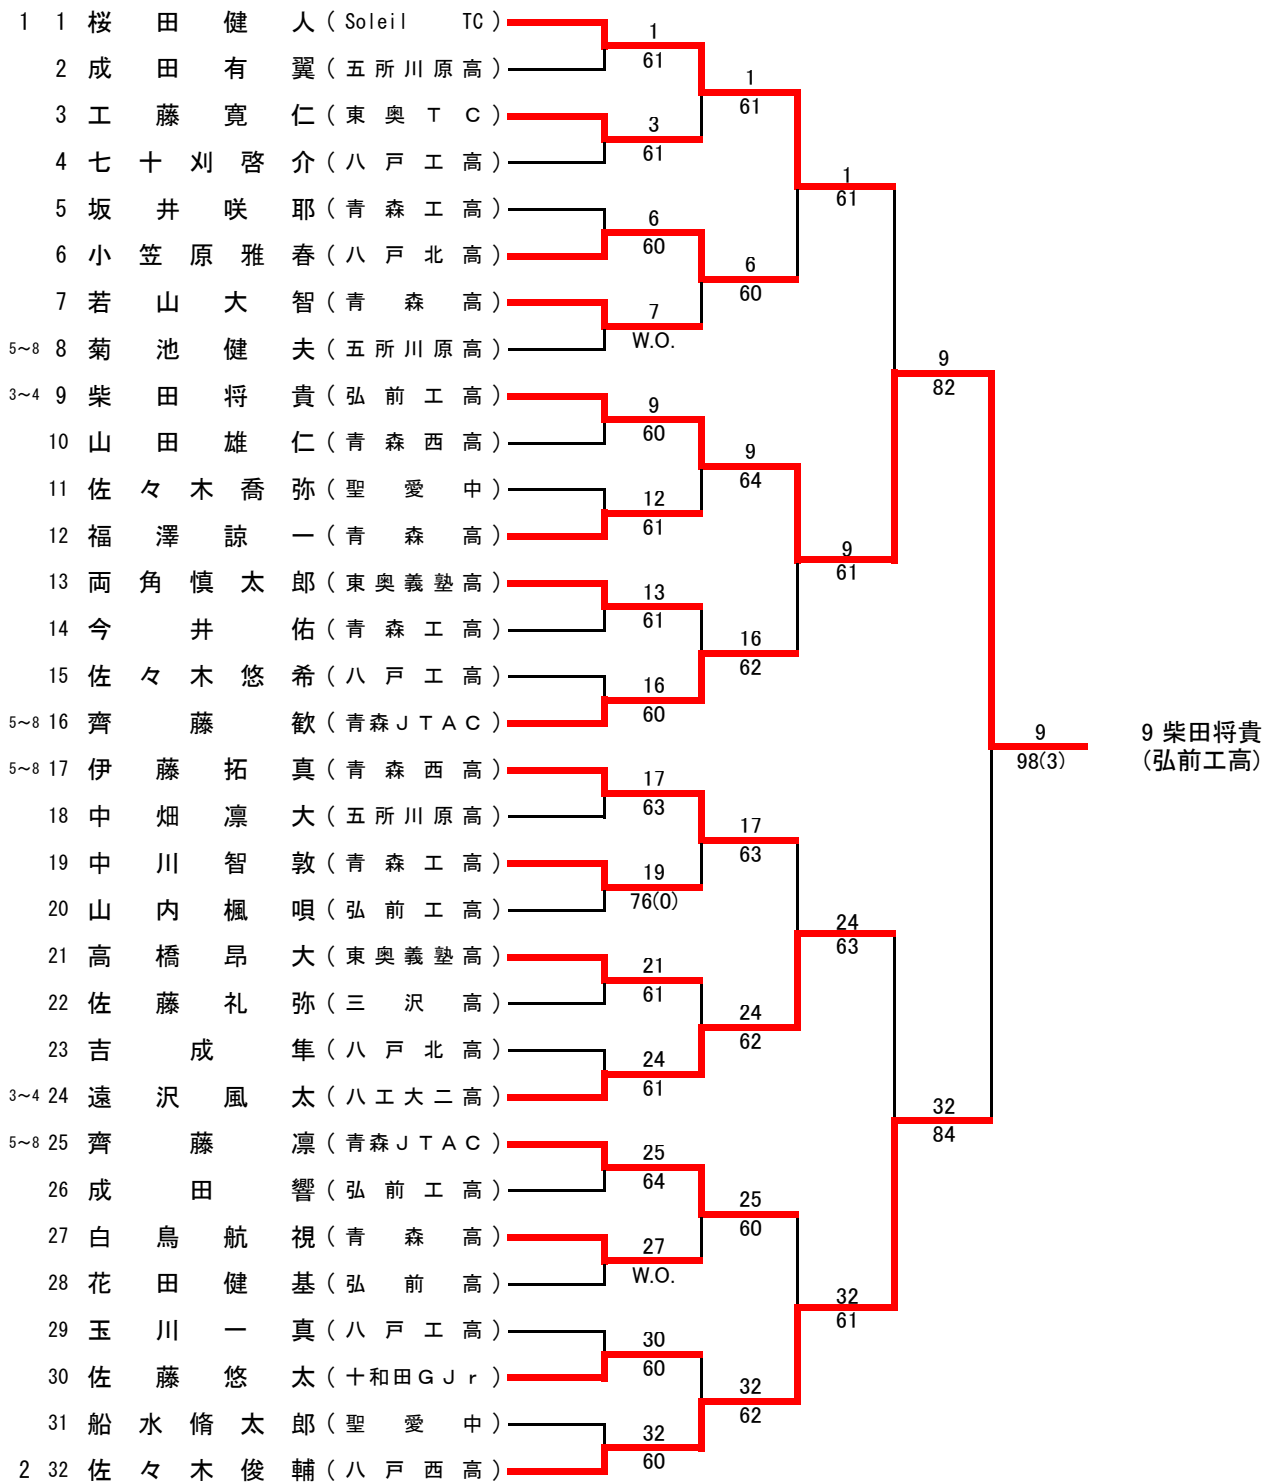 1 1 桜田健人 (Soleil TC)
2 成田有翼 (五所川原高)
3 工藤寛仁 (東奥TC)
4 七十刈啓介 (八戸工高)
5 坂井咲耶 (青森工高)
6 小笠原雅春 (八戸北高)
7 若山大智 (青森高)
5~8 8 菊池健夫 (五所川原高)
3~4 9 柴田将貴 (弘前工高)
10 山田雄仁 (青森西高)
11 佐々木喬弥 (聖愛中)
12 福澤諒一 (青森高)
13 両角慎太郎 (東奥義塾高)
14 今井佑 (青森工高)
15 佐々木悠希 (八戸工高)
5~8 16 齊藤歓 (青森JTAC)
5~8 17 伊藤拓真 (青森西高)
18 中畑凛大 (五所川原高)
19 中川智敦 (青森工高)
20 山内楓唄 (弘前工高)
21 高橋昂大 (東奥義塾高)
22 佐藤礼弥 (三沢高)
23 吉成隼 (八戸北高)
3~4 24 遠沢風太 (八工大二高)
5~8 25 齊藤凛 (青森JTAC)
26 成田響 (弘前工高)
27 白鳥航視 (青森高)
28 花田健基 (弘前高)
29 玉川一真 (八戸工高)
30 佐藤悠太 (十和田GJr)
31 船水脩太郎 (聖愛中)
2 32 佐々木俊輔 (八戸西高)
1
61
3
61
6
60
7
W.O.
9
60
12
61
13
61
16
60
17
63
19
76(0)
21
61
24
61
25
64
27
W.O.
30
60
32
60
1
61
6
60
9
64
16
62
17
63
24
62
25
60
32
62
1
61
9
61
24
63
32
61
9
82
32
84
9
98(3)
9 柴田将貴
(弘前工高)